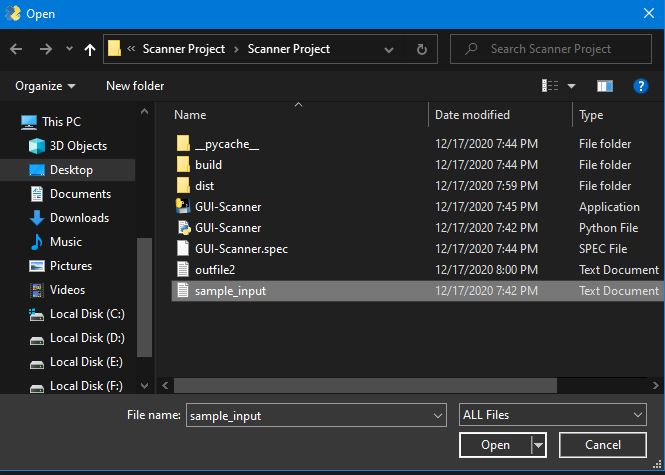 Open
« Scanner Project > Scanner Project
Search Scanner Project
Organize
New folder
Name Date modified Type
This PC
3D Objects
Desktop
Documents
Downloads
Music
Pictures
Videos
Local Disk (C:)
Local Disk (D:)
Local Disk (E:)
Local Disk (F:)
__pycache__ 12/17/2020 7:44 PM File folder
build 12/17/2020 7:44 PM File folder
dist 12/17/2020 7:59 PM File folder
GUI-Scanner 12/17/2020 7:45 PM Application
GUI-Scanner 12/17/2020 7:42 PM Python File
GUI-Scanner.spec 12/17/2020 7:44 PM SPEC File
outfile2 12/17/2020 8:00 PM Text Document
sample_input 12/17/2020 7:42 PM Text Document
File name: sample_input ALL Files
Open Cancel